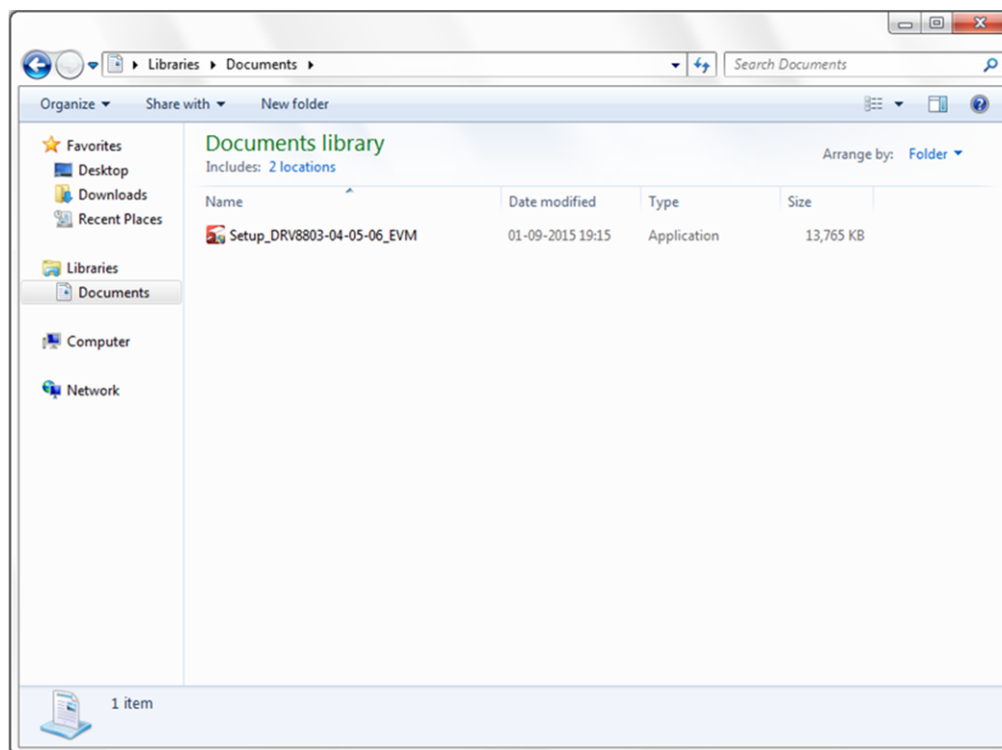 Libraries Documents
Search Documents
Organize Share with New folder
Favorites
Desktop
Downloads
Recent Places
Libraries
Documents
Computer
Network
Documents library
Includes: 2 locations
Arrange by: Folder
Name Date modified Type Size
Setup_DRV8803-04-05-06_EVM 01-09-2015 19:15 Application 13,765 KB
1 item